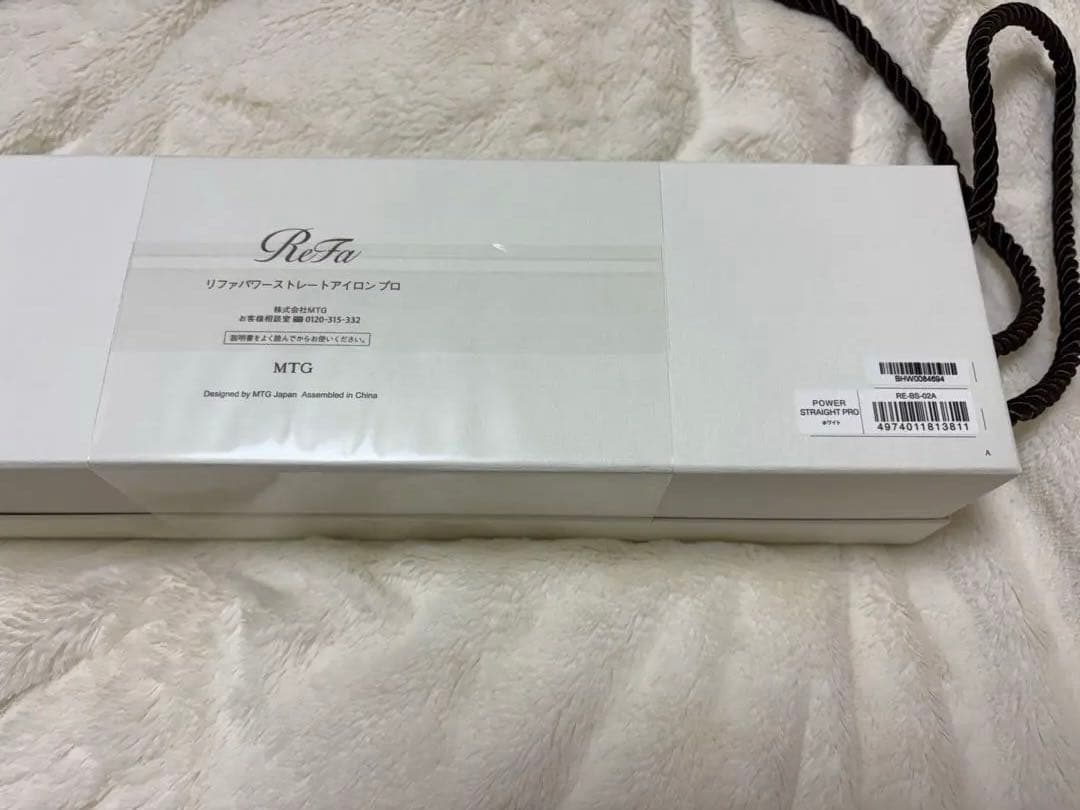 ReFa
リファパワーストレートアイロン プロ
株式会社MTG
お客様相談室 0120-315-332
説明書をよく読んでからお使いください。
MTG
Designed by MTG Japan Assembled in China
BHW0084694
POWER
STRAIGHT PRO
ホワイト
RE-BS-02A
4974011813811
A